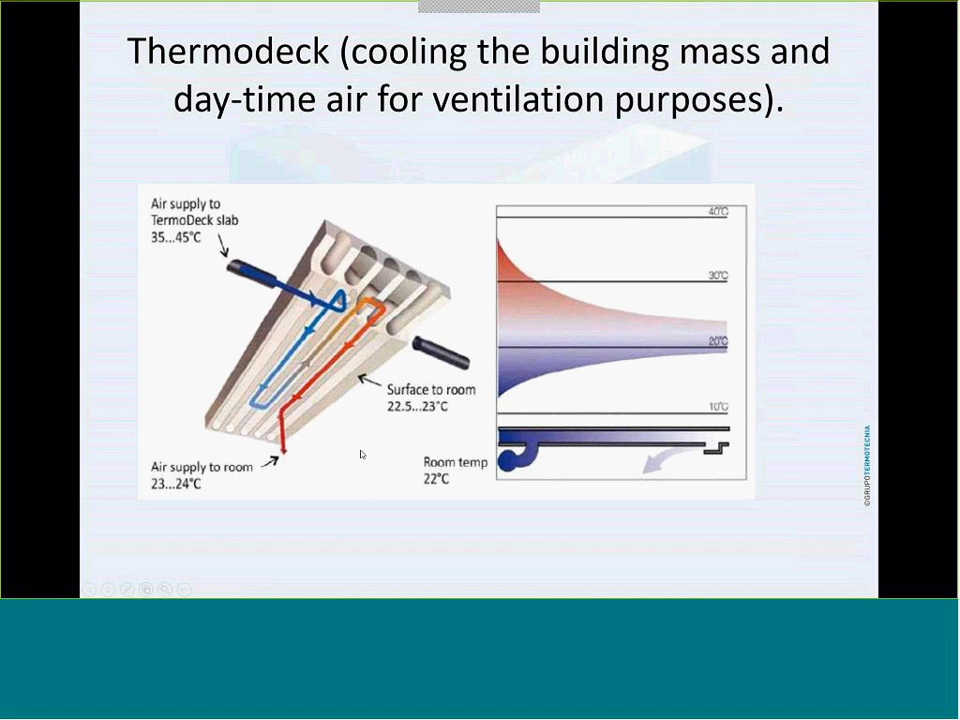 Thermodeck (cooling the building mass and
day-time air for ventilation purposes).
Air supply to
TermoDeck slab
35...45°C
Surface to room
22.5...23°C
Air supply to room
23...24°C
Room temp
22°C
40°C
30°C
20°C
10°C
©GRUPOTERMOTECNIA